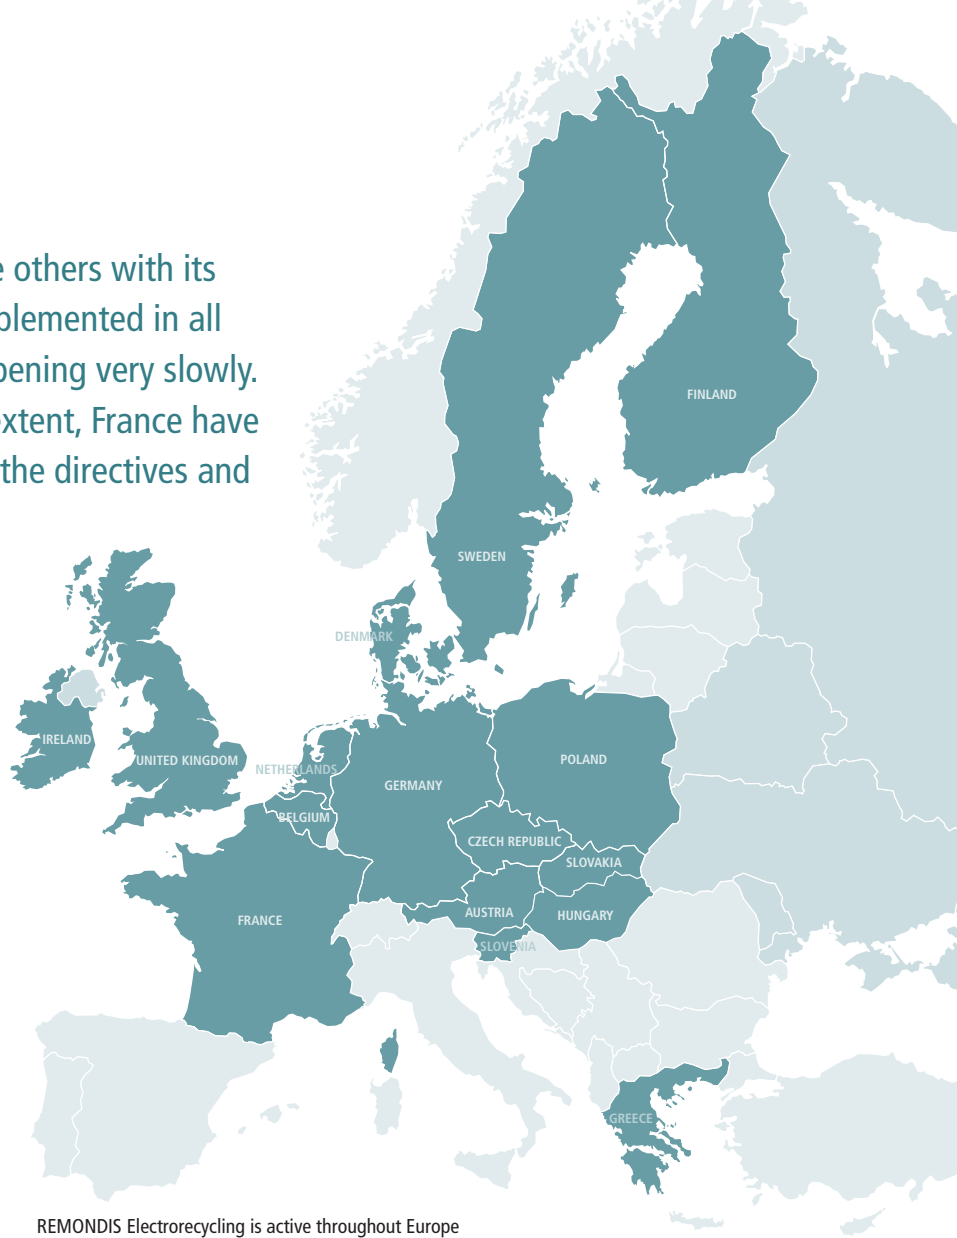 e others with its
plemented in all
pening very slowly.
extent, France have
the directives and
FINLAND
SWEDEN
DENMARK
IRELAND
UNITED KINGDOM
NETHERLANDS
GERMANY
POLAND
BELGIUM
CZECH REPUBLIC
SLOVAKIA
FRANCE
AUSTRIA
HUNGARY
SLOVENIA
GREECE
REMONDIS Electrorecycling is active throughout Europe